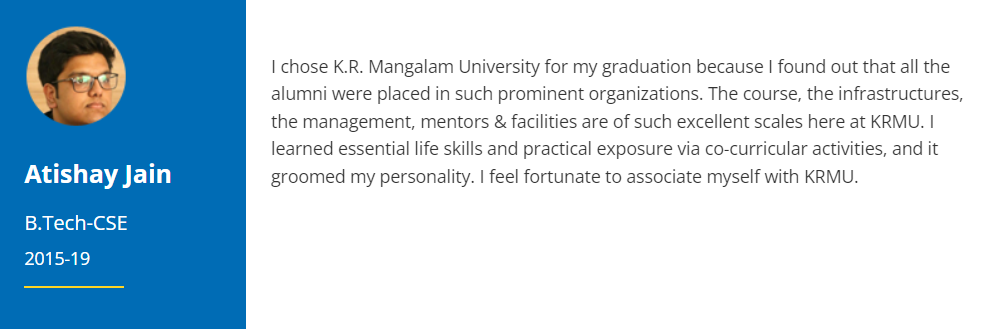 Atishay Jain
B.Tech-CSE
2015-19
I chose K.R. Mangalam University for my graduation because I found out that all the
alumni were placed in such prominent organizations. The course, the infrastructures,
the management, mentors & facilities are of such excellent scales here at KRMU. I
learned essential life skills and practical exposure via co-curricular activities, and it
groomed my personality. I feel fortunate to associate myself with KRMU.